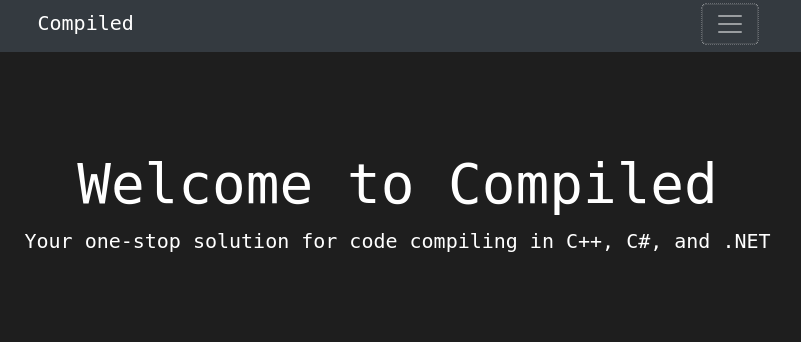 Compiled
Welcome to Compiled
Your one-stop solution for code compiling in C++, C#, and .NET